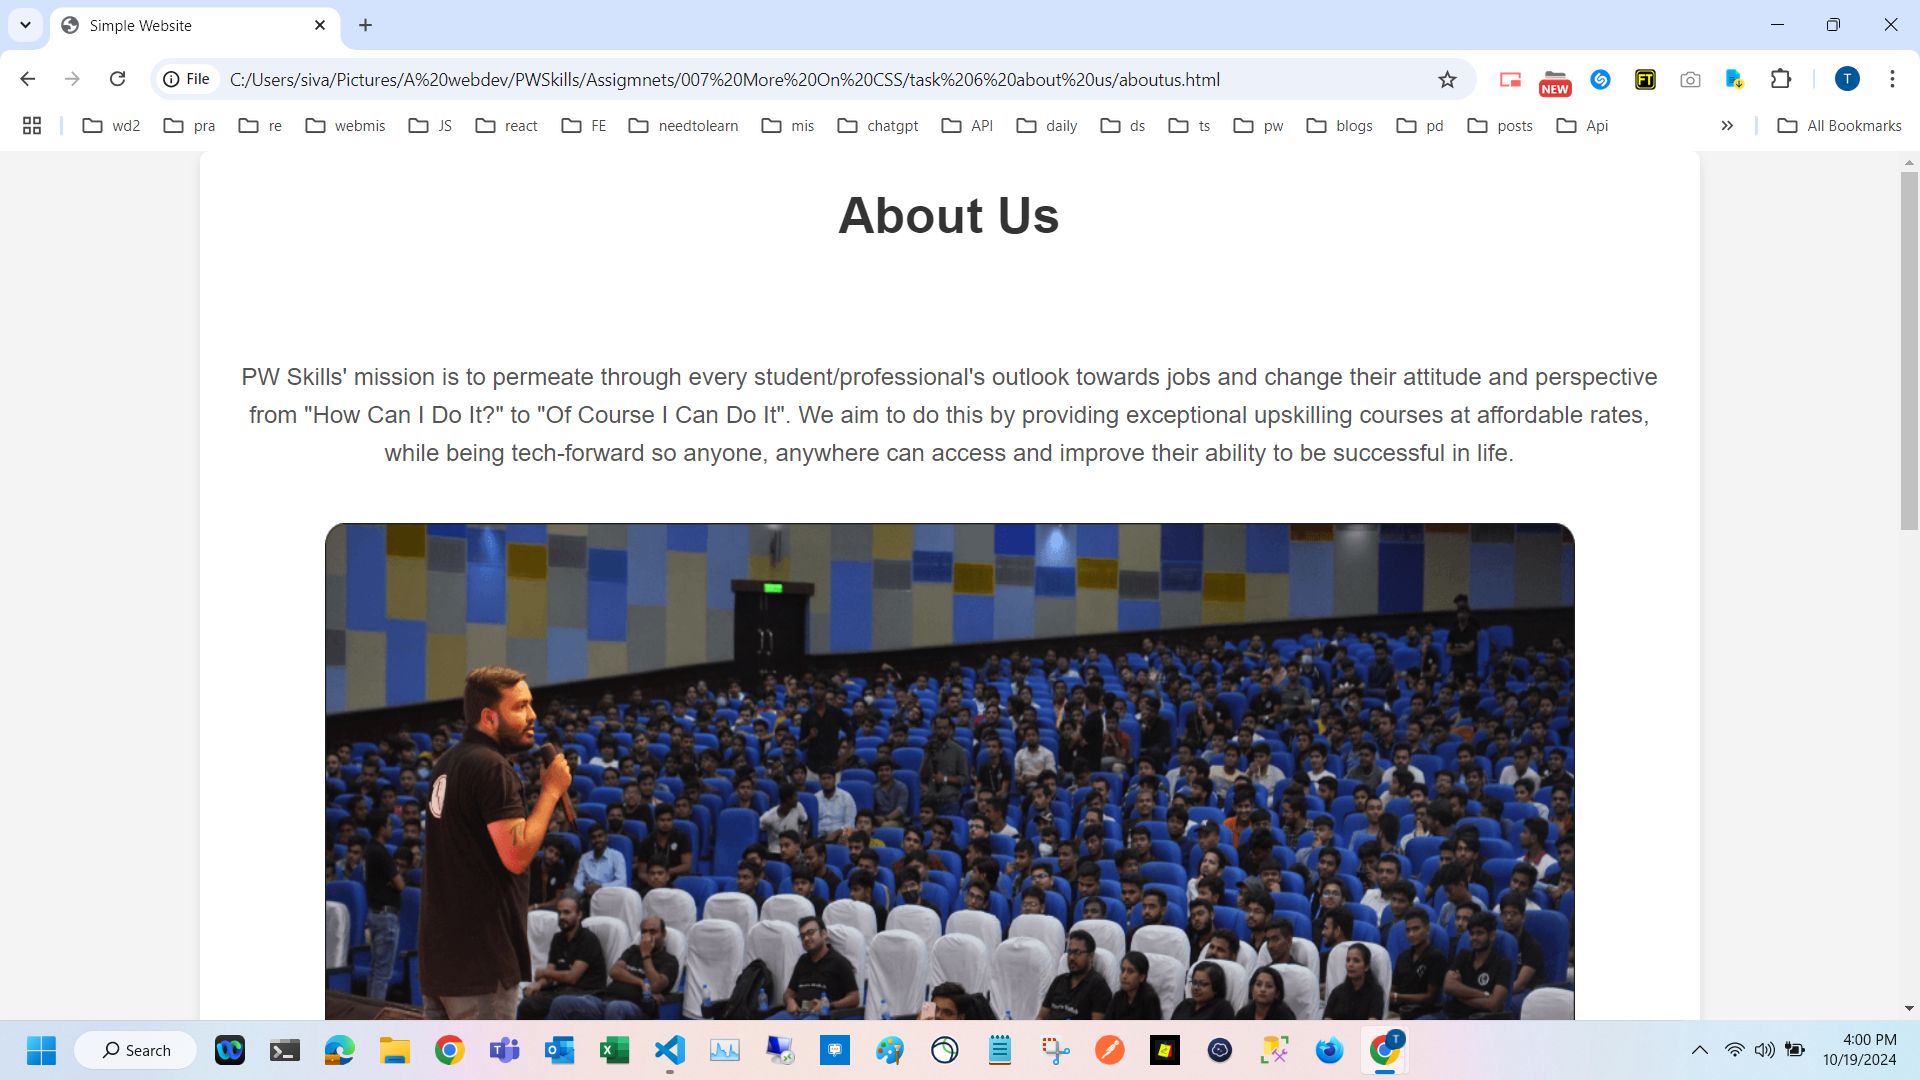 Simple Website
File
C:/Users/siva/Pictures/A%20webdev/PWSkills/Assigmnets/007%20More%20On%20CSS/task%206%20about%20us/aboutus.html
FT
NEW
T
wd2
pra
re
webmis
JS
react
FE
needtolearn
mis
chatgpt
API
daily
ds
ts
pw
blogs
pd
posts
Api
All Bookmarks
About Us
PW Skills' mission is to permeate through every student/professional's outlook towards jobs and change their attitude and perspective
from "How Can I Do It?" to "Of Course I Can Do It". We aim to do this by providing exceptional upskilling courses at affordable rates,
while being tech-forward so anyone, anywhere can access and improve their ability to be successful in life.
Search
T
4:00 PM
10/19/2024